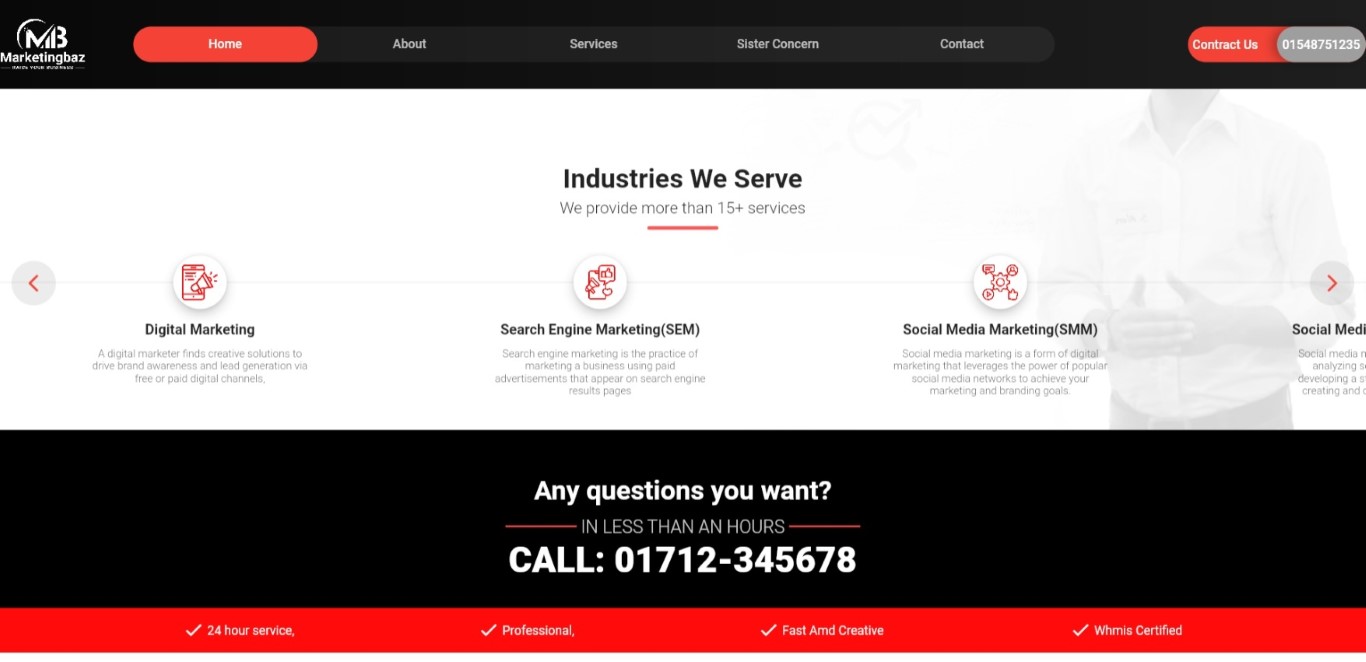 MB
Marketingbaz
RAISE YOUR BUSINESS
Home
About
Services
Sister Concern
Contact
Contract Us
01548751235
Industries We Serve
We provide more than 15+ services
Digital Marketing
A digital marketer finds creative solutions to
drive brand awareness and lead generation via
free or paid digital channels,
Search Engine Marketing(SEM)
Search engine marketing is the practice of
marketing a business using paid
advertisements that appear on search engine
results pages
Social Media Marketing(SMM)
Social media marketing is a form of digital
marketing that leverages the power of popular
social media networks to achieve your
marketing and branding goals.
Social Medi
Social media m
analyzing s
developing a st
creating and c
Any questions you want?
IN LESS THAN AN HOURS
CALL: 01712-345678
24 hour service,
Professional,
Fast Amd Creative
Whmis Certified